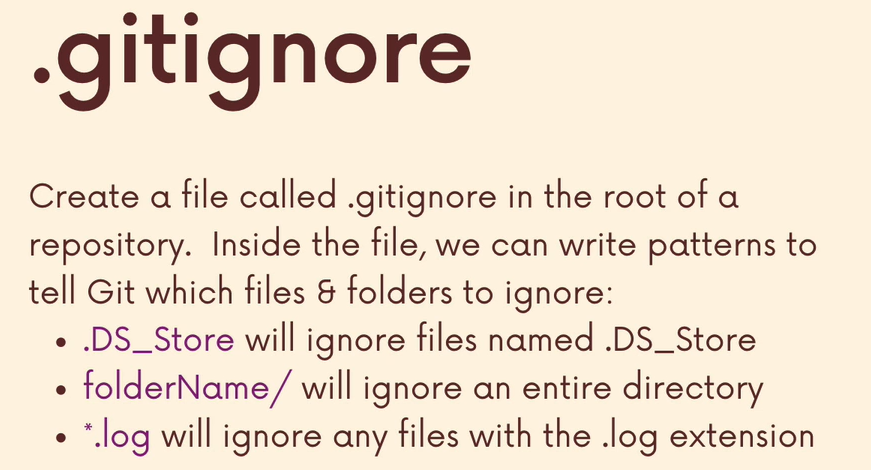 .gitignore
Create a file called .gitignore in the root of a
repository.  Inside the file, we can write patterns to
tell Git which files & folders to ignore:
• .DS_Store will ignore files named .DS_Store
• folderName/ will ignore an entire directory
• *.log will ignore any files with the .log extension